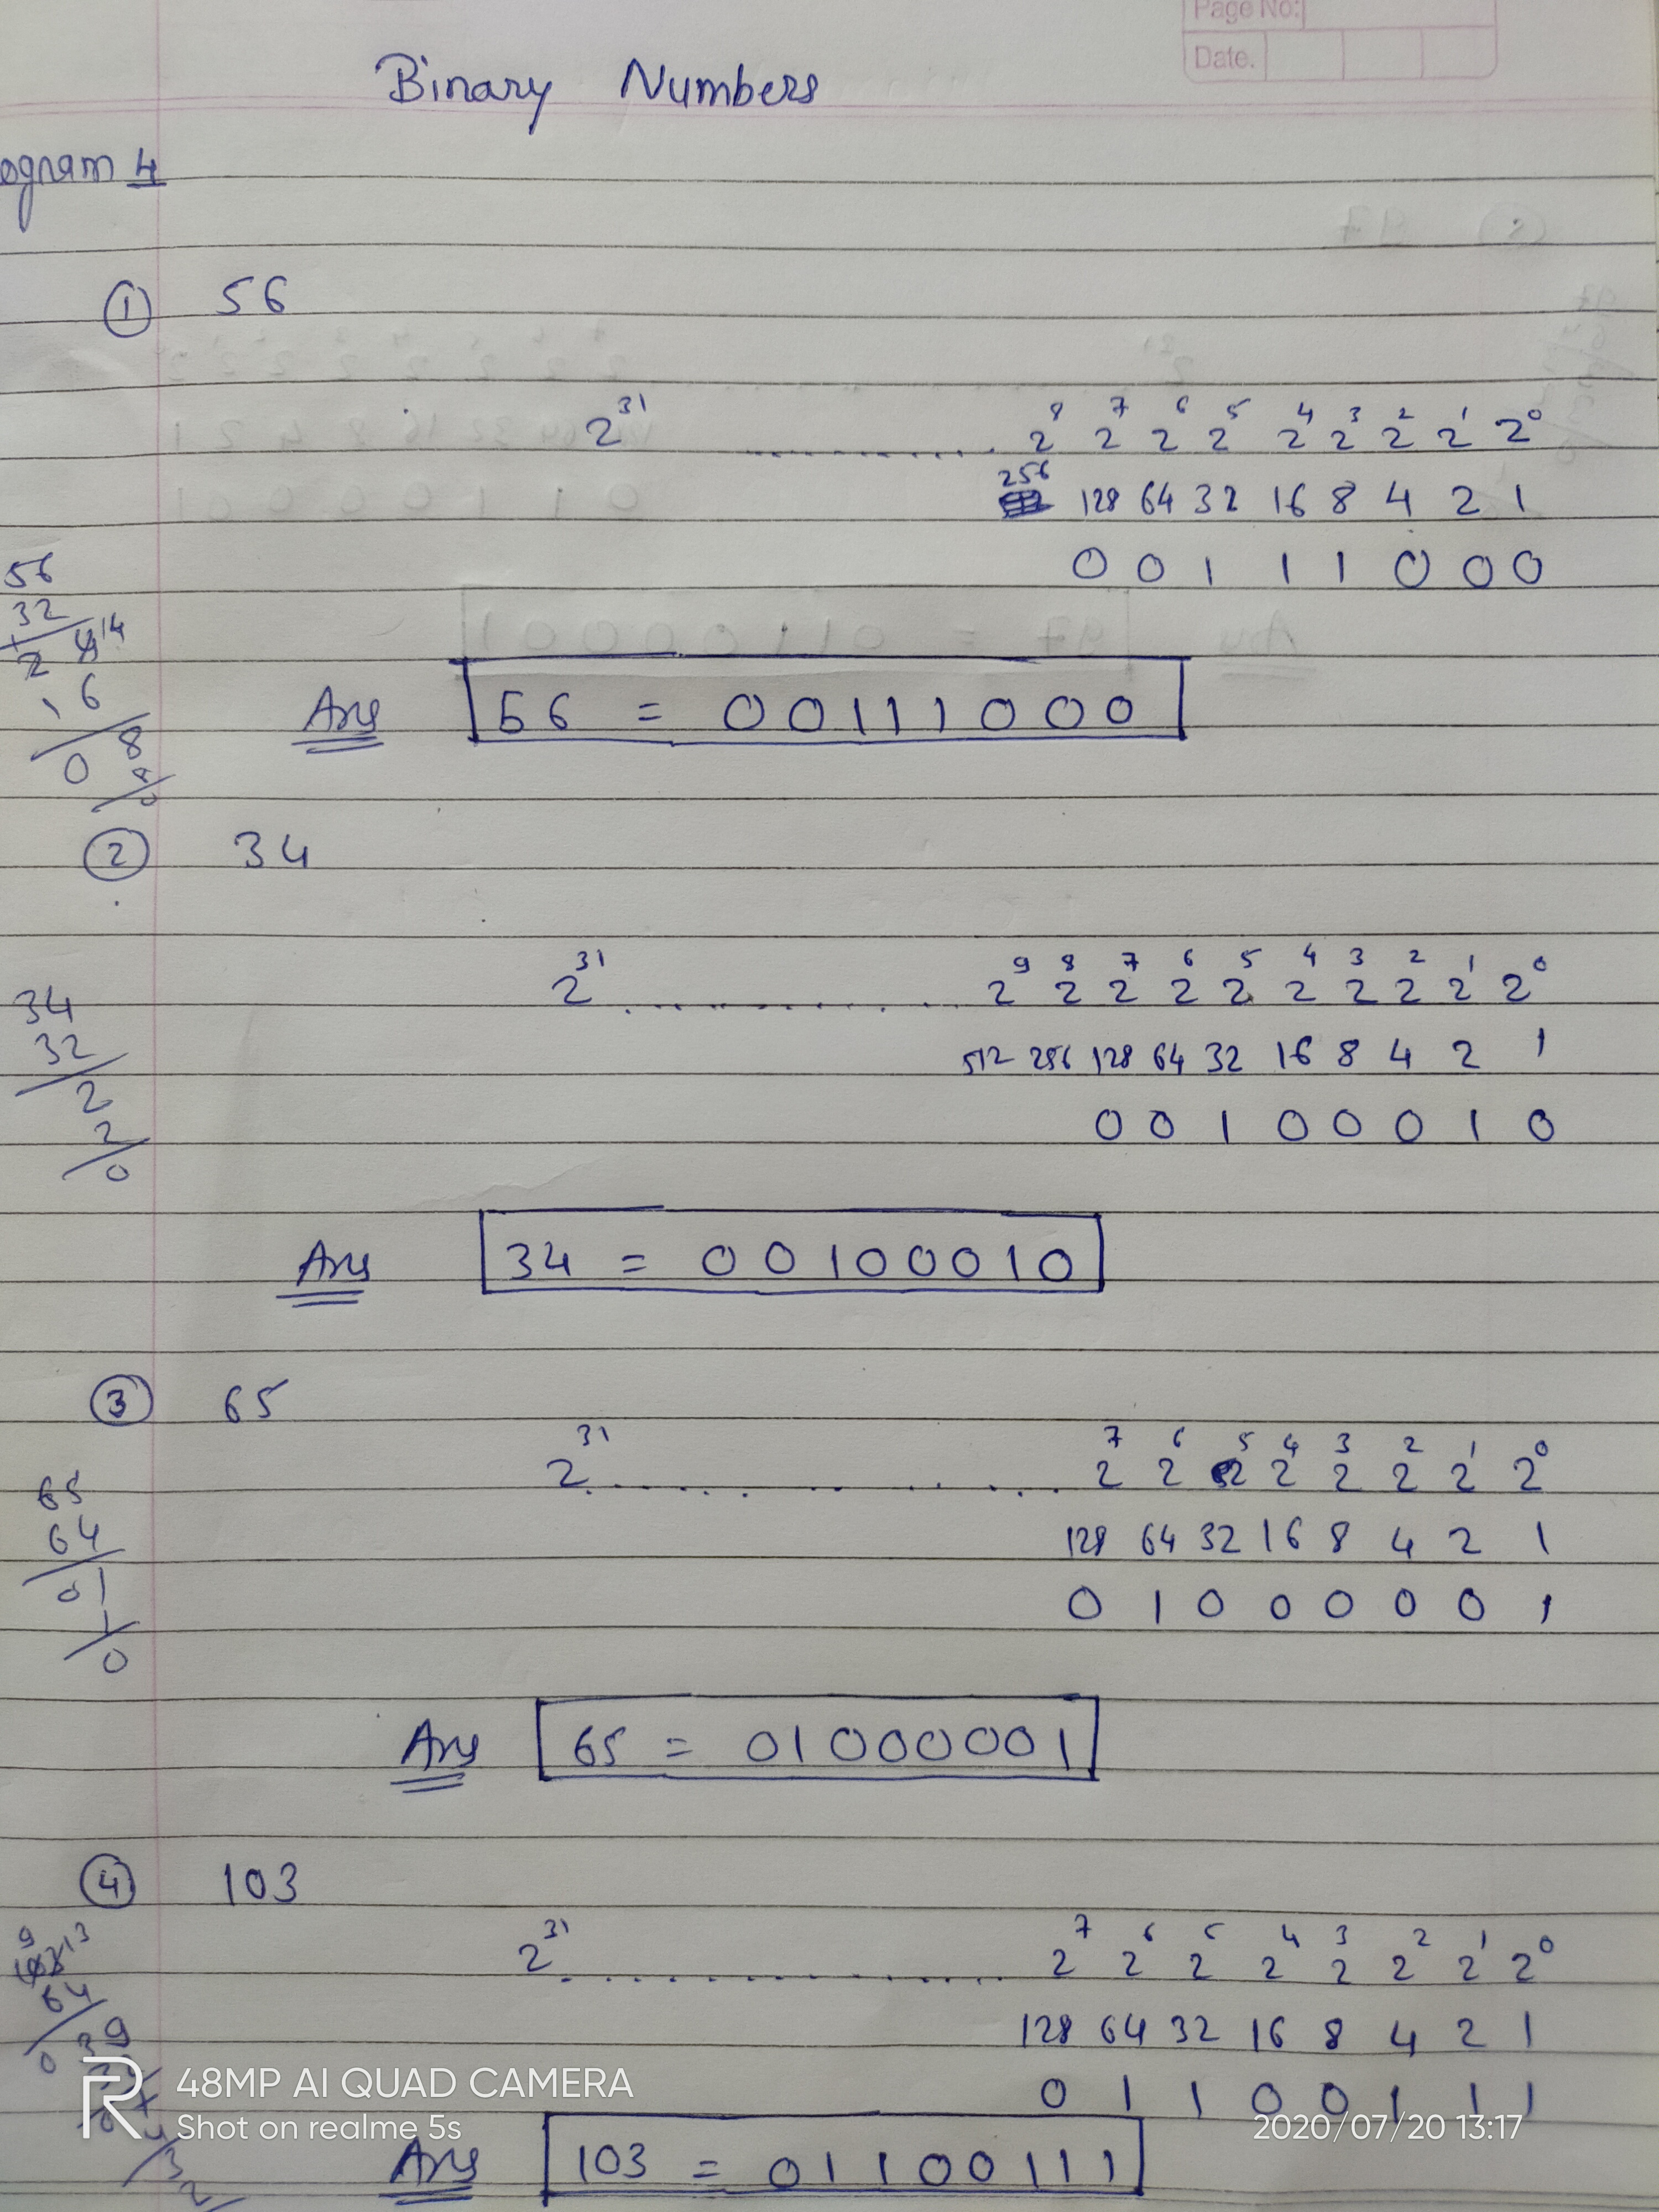 Page No:
Date.
Binary Numbers
ogram 4
① 56
2^31 .......... 2^8 2^7 2^6 2^5 2^4 2^3 2^2 2^1 2^0
256 128 64 32 16 8 4 2 1
0 0 1 1 1 0 0 0
56
32
2 4 14
16
0 8
8
0
Ans 56 = 00111000
② 34
2^31 .......... 2^9 2^8 2^7 2^6 2^5 2^4 2^3 2^2 2^1 2^0
512 256 128 64 32 16 8 4 2 1
0 0 1 0 0 0 1 0
34
32
2
2
0
Ans 34 = 00100010
③ 65
2^31 .......... 2^7 2^6 2^5 2^4 2^3 2^2 2^1 2^0
128 64 32 16 8 4 2 1
0 1 0 0 0 0 0 1
65
64
01
1
0
Ans 65 = 01000001
④ 103
2^31 .......... 2^7 2^6 2^5 2^4 2^3 2^2 2^1 2^0
128 64 32 16 8 4 2 1
0 1 1 0 0 1 1 1
9 13
64
0 39
Ans 103 = 01100111
R
48MP AI QUAD CAMERA
Shot on realme 5s
2020/07/20 13:17